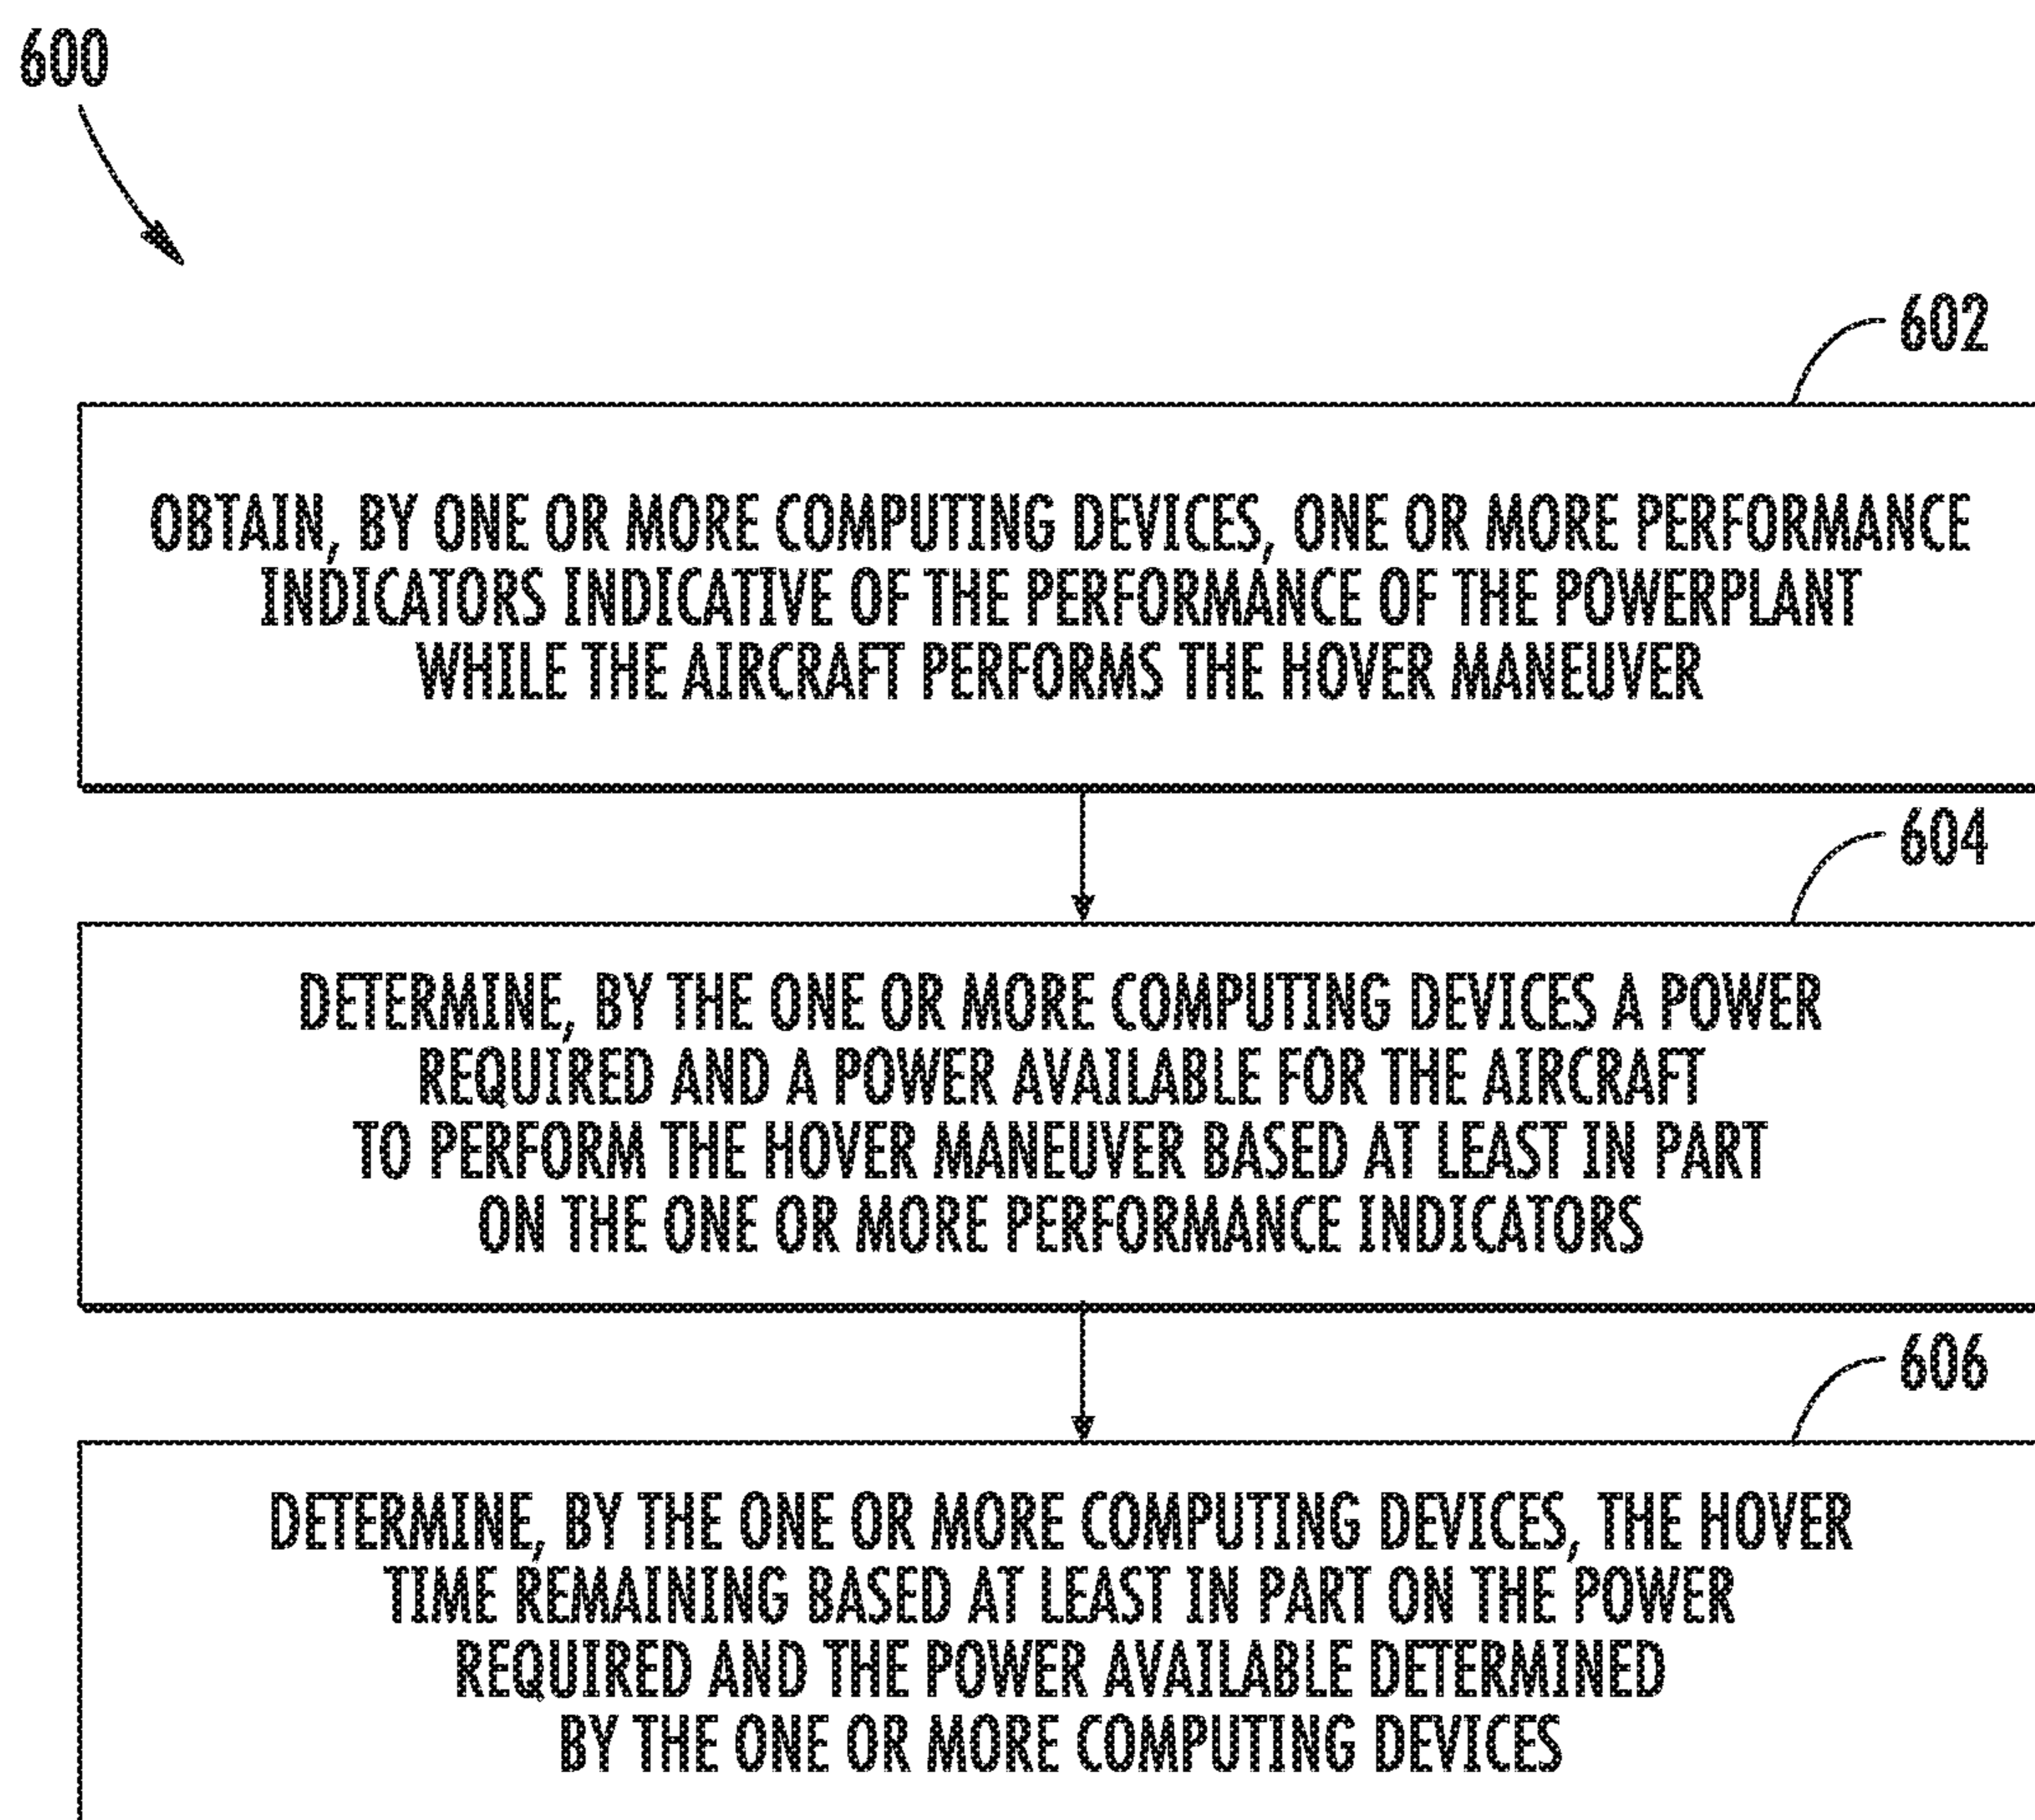 600
602
OBTAIN, BY ONE OR MORE COMPUTING DEVICES, ONE OR MORE PERFORMANCE
INDICATORS INDICATIVE OF THE PERFORMANCE OF THE POWERPLANT
WHILE THE AIRCRAFT PERFORMS THE HOVER MANEUVER
604
DETERMINE, BY THE ONE OR MORE COMPUTING DEVICES A POWER
REQUIRED AND A POWER AVAILABLE FOR THE AIRCRAFT
TO PERFORM THE HOVER MANEUVER BASED AT LEAST IN PART
ON THE ONE OR MORE PERFORMANCE INDICATORS
606
DETERMINE, BY THE ONE OR MORE COMPUTING DEVICES, THE HOVER
TIME REMAINING BASED AT LEAST IN PART ON THE POWER
REQUIRED AND THE POWER AVAILABLE DETERMINED
BY THE ONE OR MORE COMPUTING DEVICES